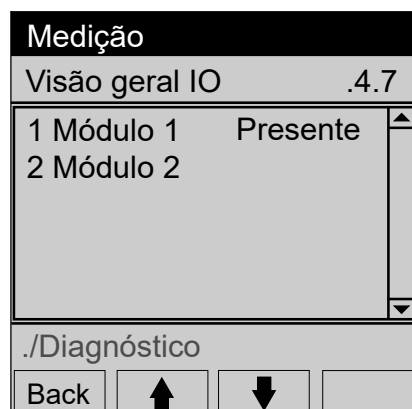 Medição
Visão geral IO .4.7
1 Módulo 1 Presente
2 Módulo 2
./Diagnóstico
Back